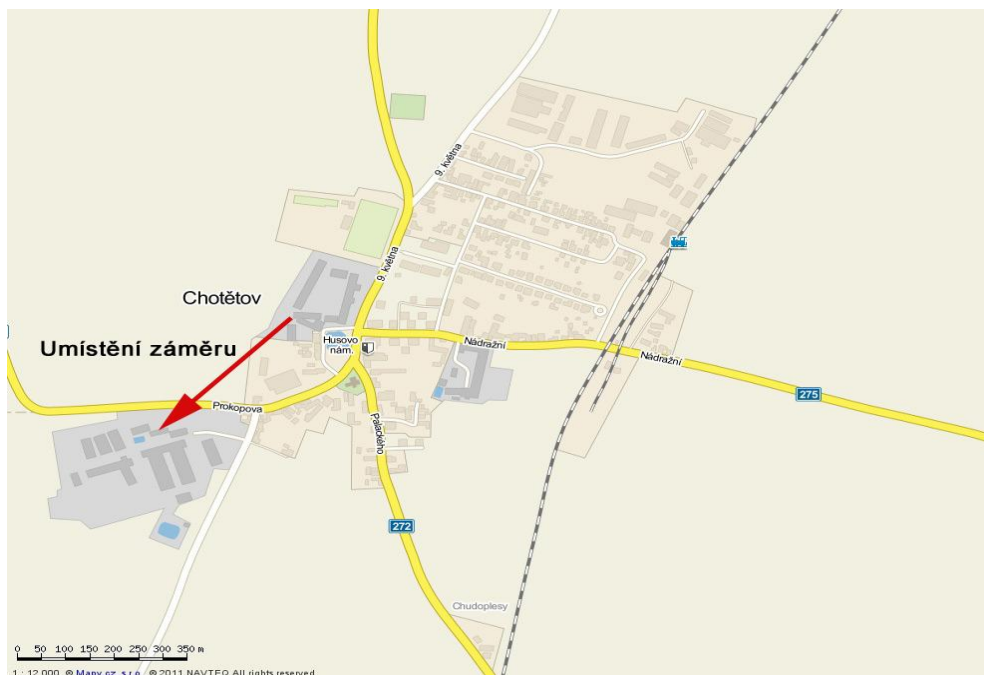 9. května
Chotětov
9. května
Umístění záměru
Husovo
nám.
Nádražní
Nádražní
275
Prokopova
Palackého
272
Chudoplesy
0 50 100 150 200 250 300 350 m
1 : 12 000 © Mapy.cz, s.r.o. © 2011 NAVTEQ All rights reserved